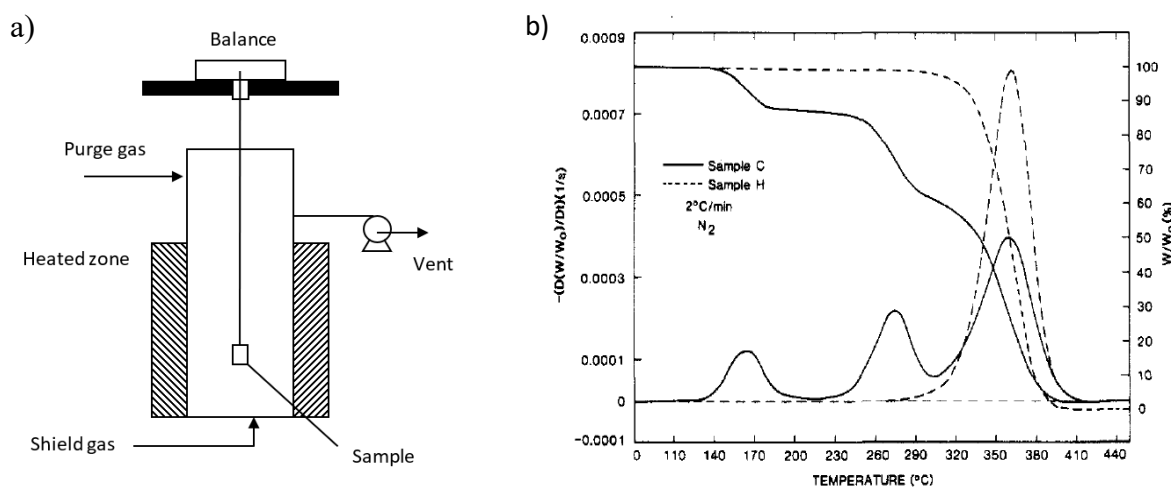 a)
Balance
Purge gas
Heated zone
Vent
Shield gas
Sample
b)
0.0009
0.0007
0.0005
0.0003
0.0001
0
−0.0001
-(D(W/W₀)/Dt)(1/s)
Sample C
Sample H
2°C/min
N₂
100
90
80
70
60
50
40
30
20
10
0
W/W₀(%)
80 110 140 170 200 230 260 290 320 350 380 410 440
TEMPERATURE (°C)